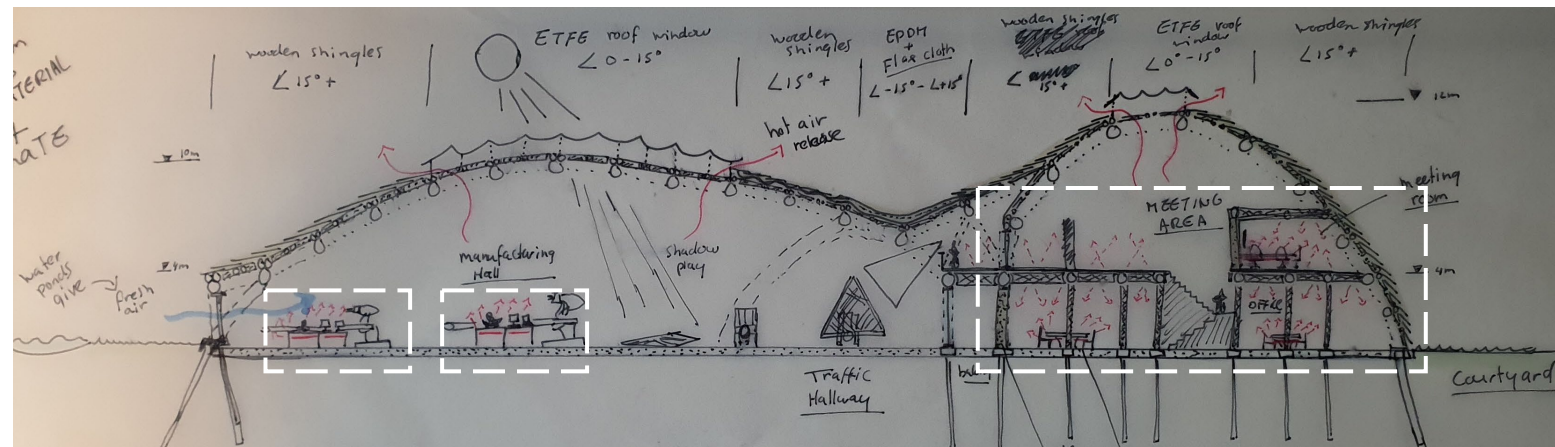 TERIAL
wooden shingles
∠ 15° +
ETFE roof window
∠ 0 - 15°
wooden
shingles
∠15° +
EPDM
+
Flax cloth
∠-15° - ∠+15°
wooden shingles
∠
15° +
ETFE roof
window
∠0° - 15°
wooden shingles
∠15° +
12m
10m
hot air
release
meeting
room
MEETING
AREA
manufacturing
Hall
shadow
play
4m
4m
water
ponds
give
fresh
air
OFFICE
Traffic
Hallway
Courtyard